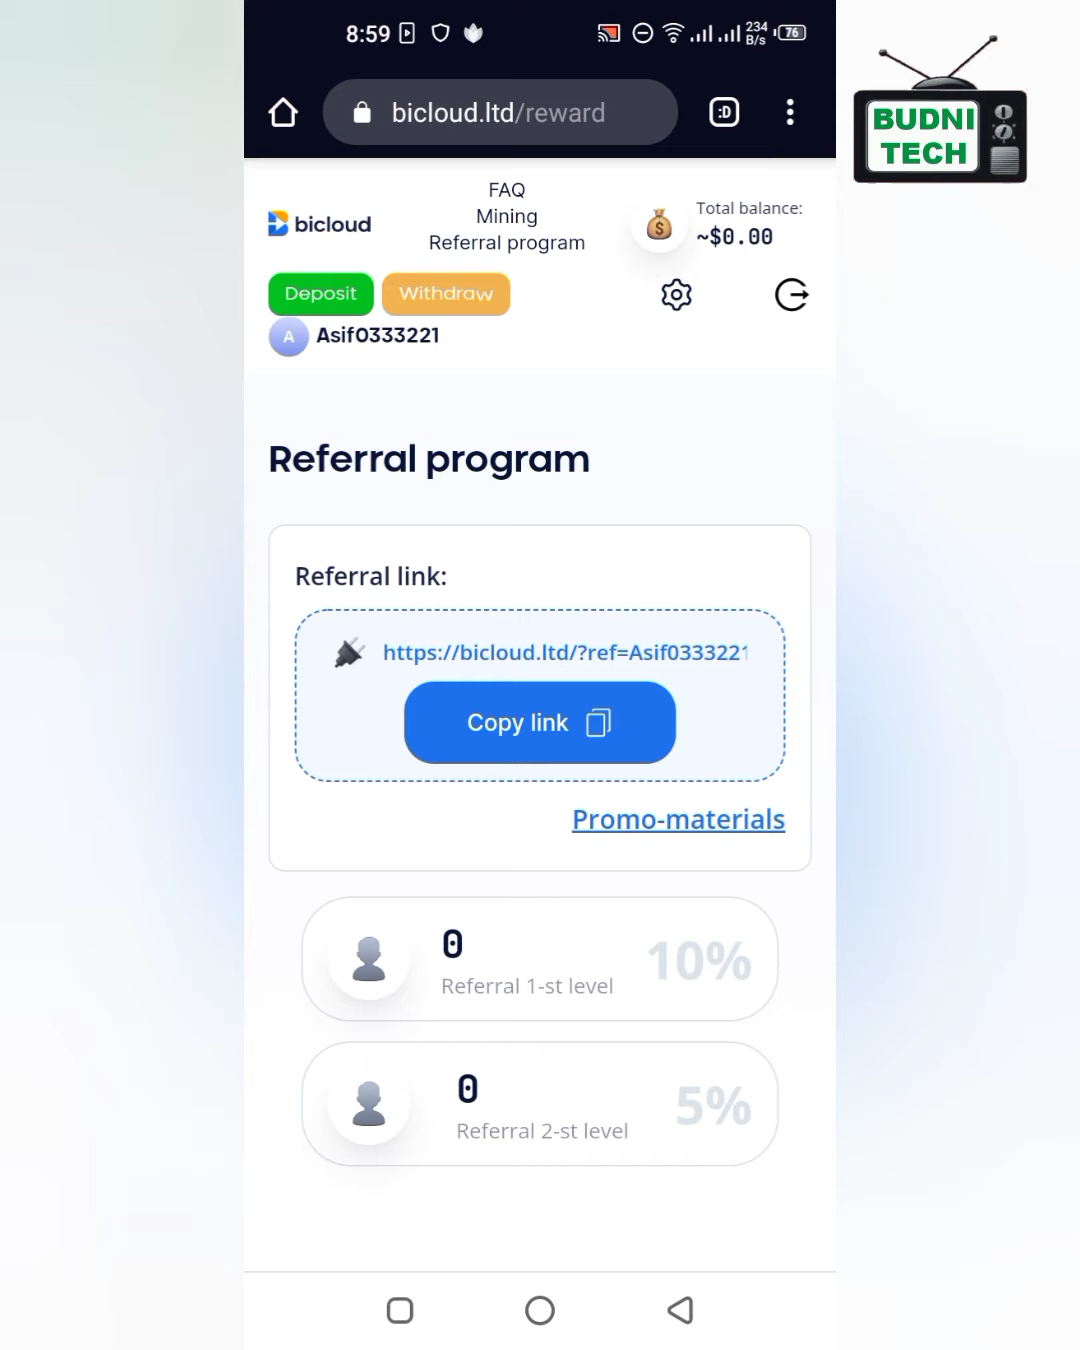 8:59
234
B/s
76
:D
bicloud.ltd/reward
BUDNI
TECH
FAQ
Mining
Referral program
bicloud
Total balance:
~$0.00
Deposit
Withdraw
A
Asif0333221
Referral program
Referral link:
https://bicloud.ltd/?ref=Asif0333221
Copy link
Promo-materials
0
Referral 1-st level
10%
0
Referral 2-st level
5%